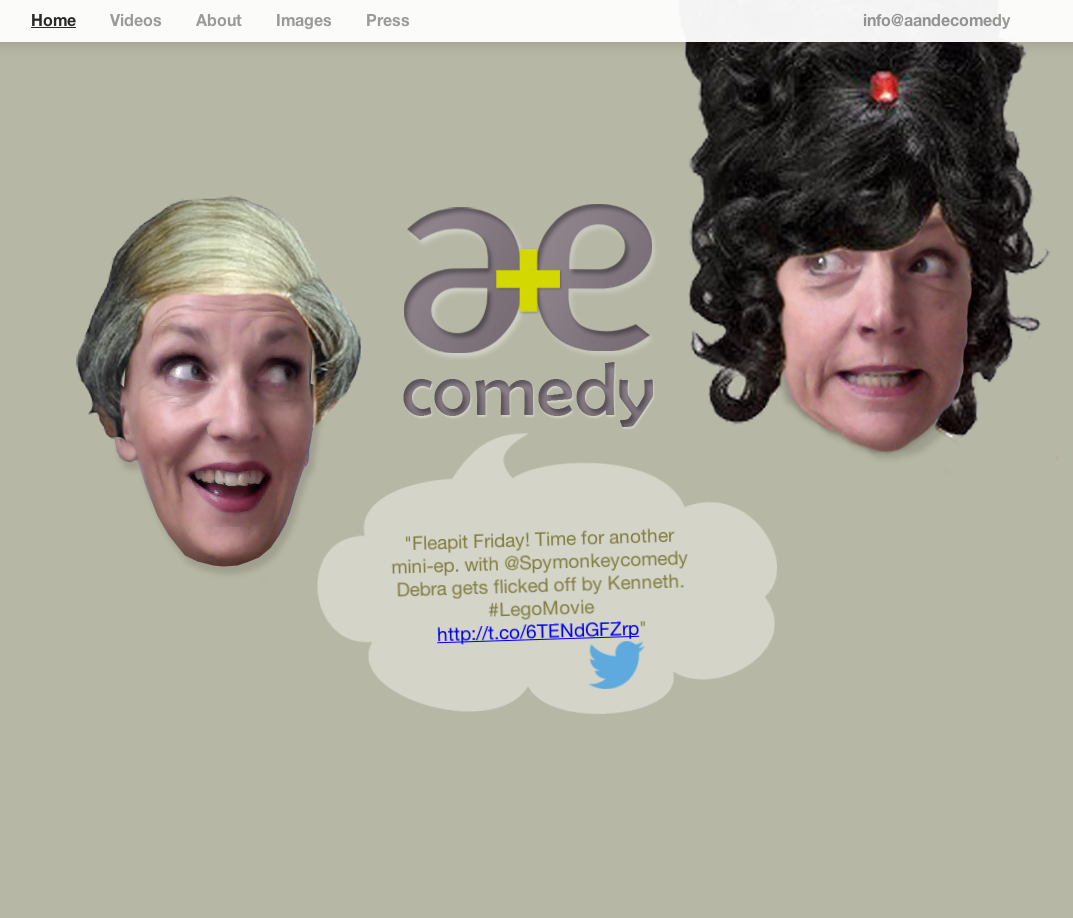 Home Videos About Images Press info@aandecomedy
a+e
comedy
"Fleapit Friday! Time for another
mini-ep. with @Spymonkeycomedy
Debra gets flicked off by Kenneth.
#LegoMovie
http://t.co/6TENdGFZrp"